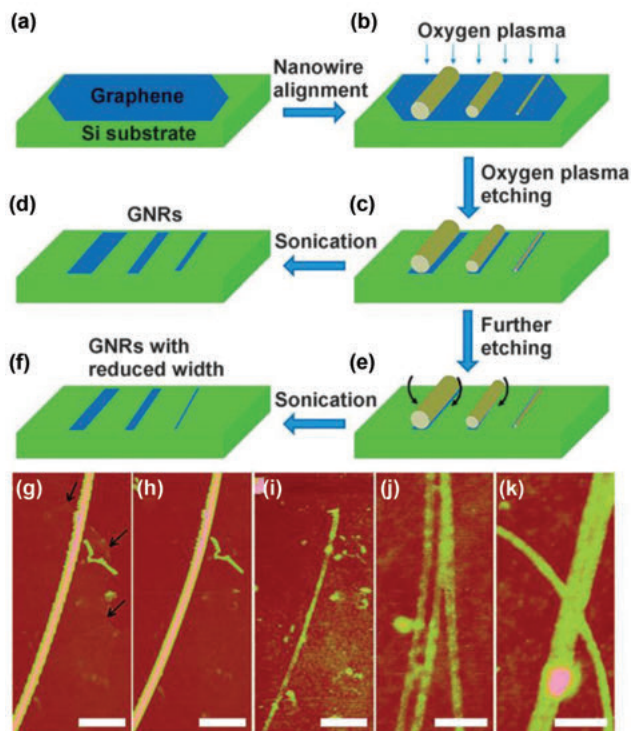 (a)
(b)
Oxygen plasma
Nanowire
alignment
Graphene
Si substrate
Oxygen plasma
etching
(d)
GNRs
(c)
Sonication
Further
etching
(f)
GNRs with
reduced width
(e)
Sonication
(g)
(h)
(i)
(j)
(k)